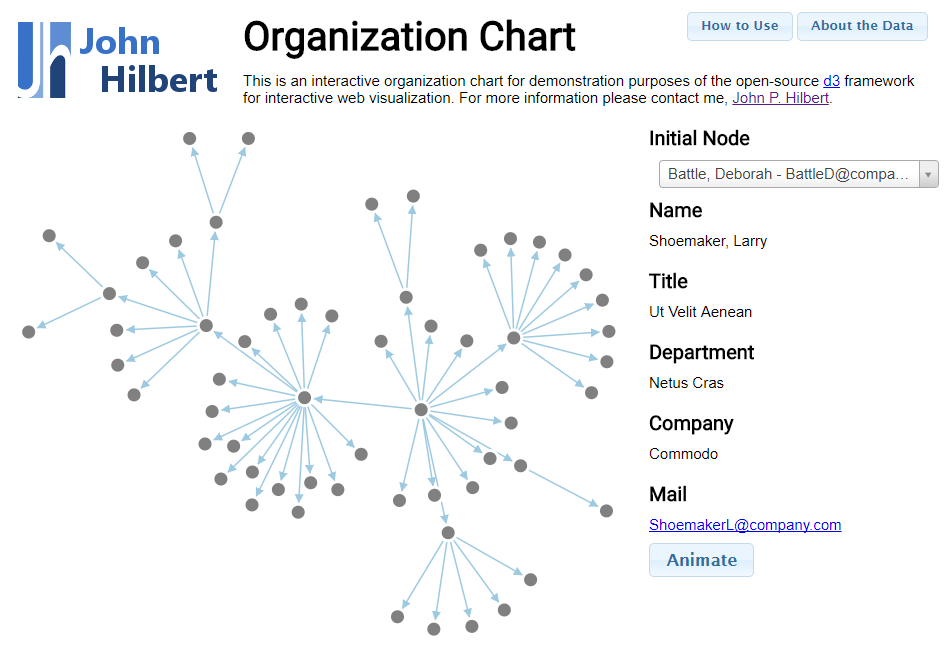 John
Hilbert
Organization Chart
How to Use
About the Data
This is an interactive organization chart for demonstration purposes of the open-source d3 framework
for interactive web visualization. For more information please contact me, John P. Hilbert.
Initial Node
Battle, Deborah - BattleD@compa...
Name
Shoemaker, Larry
Title
Ut Velit Aenean
Department
Netus Cras
Company
Commodo
Mail
ShoemakerL@company.com
Animate